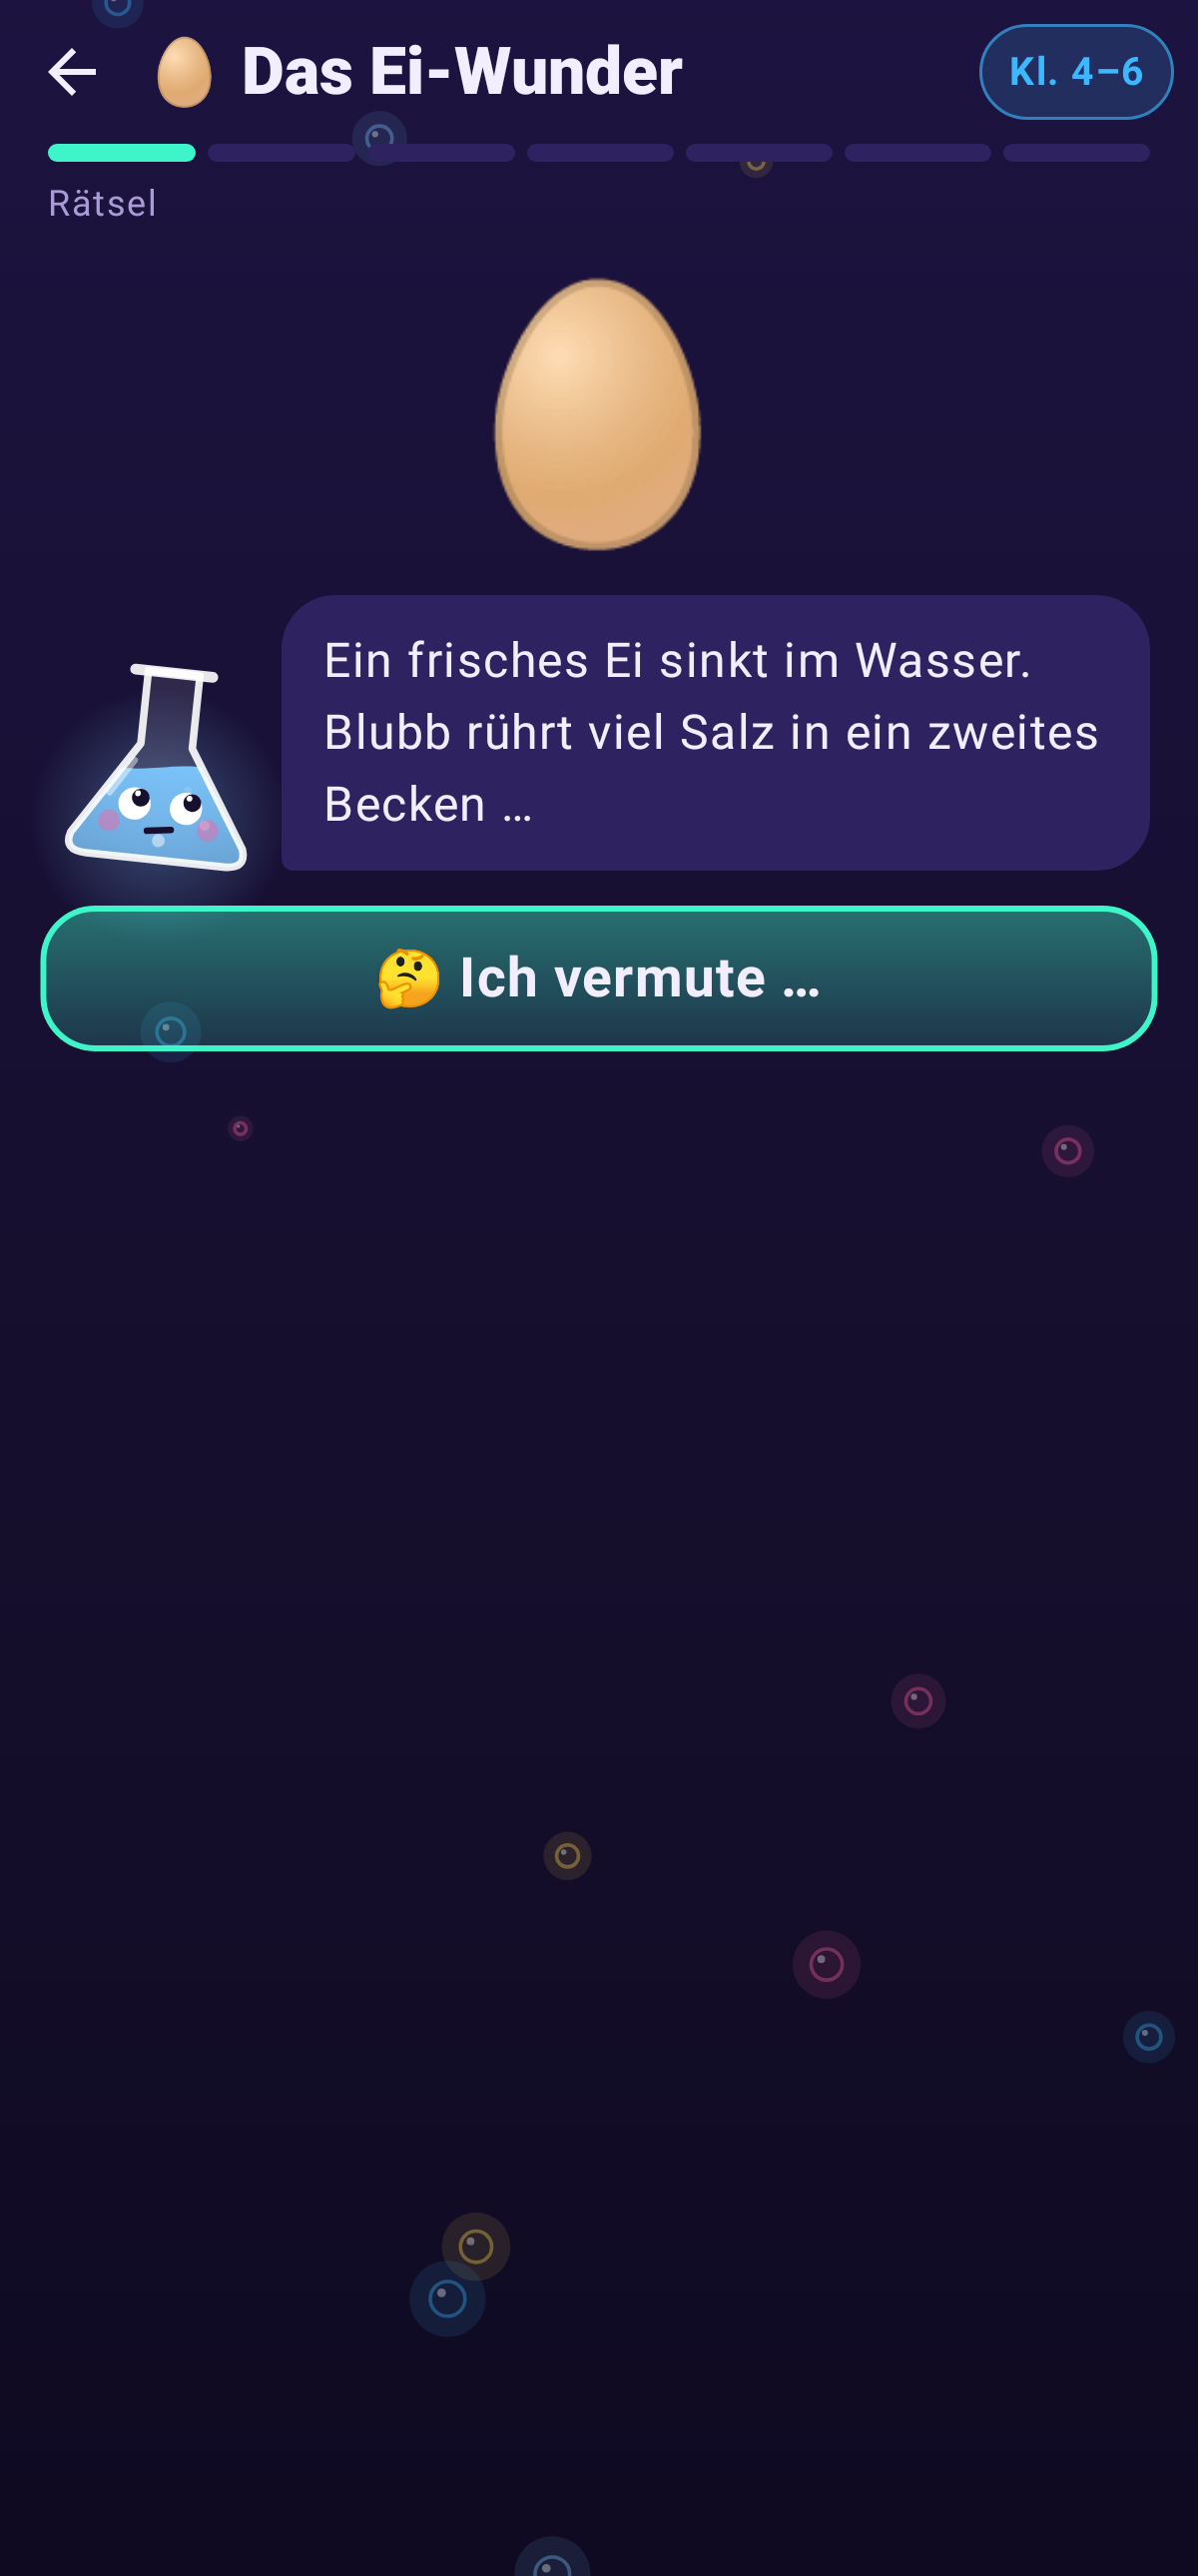 Das Ei-Wunder
Kl. 4–6
Rätsel
Ein frisches Ei sinkt im Wasser.
Blubb rührt viel Salz in ein zweites
Becken …
🤔 Ich vermute …